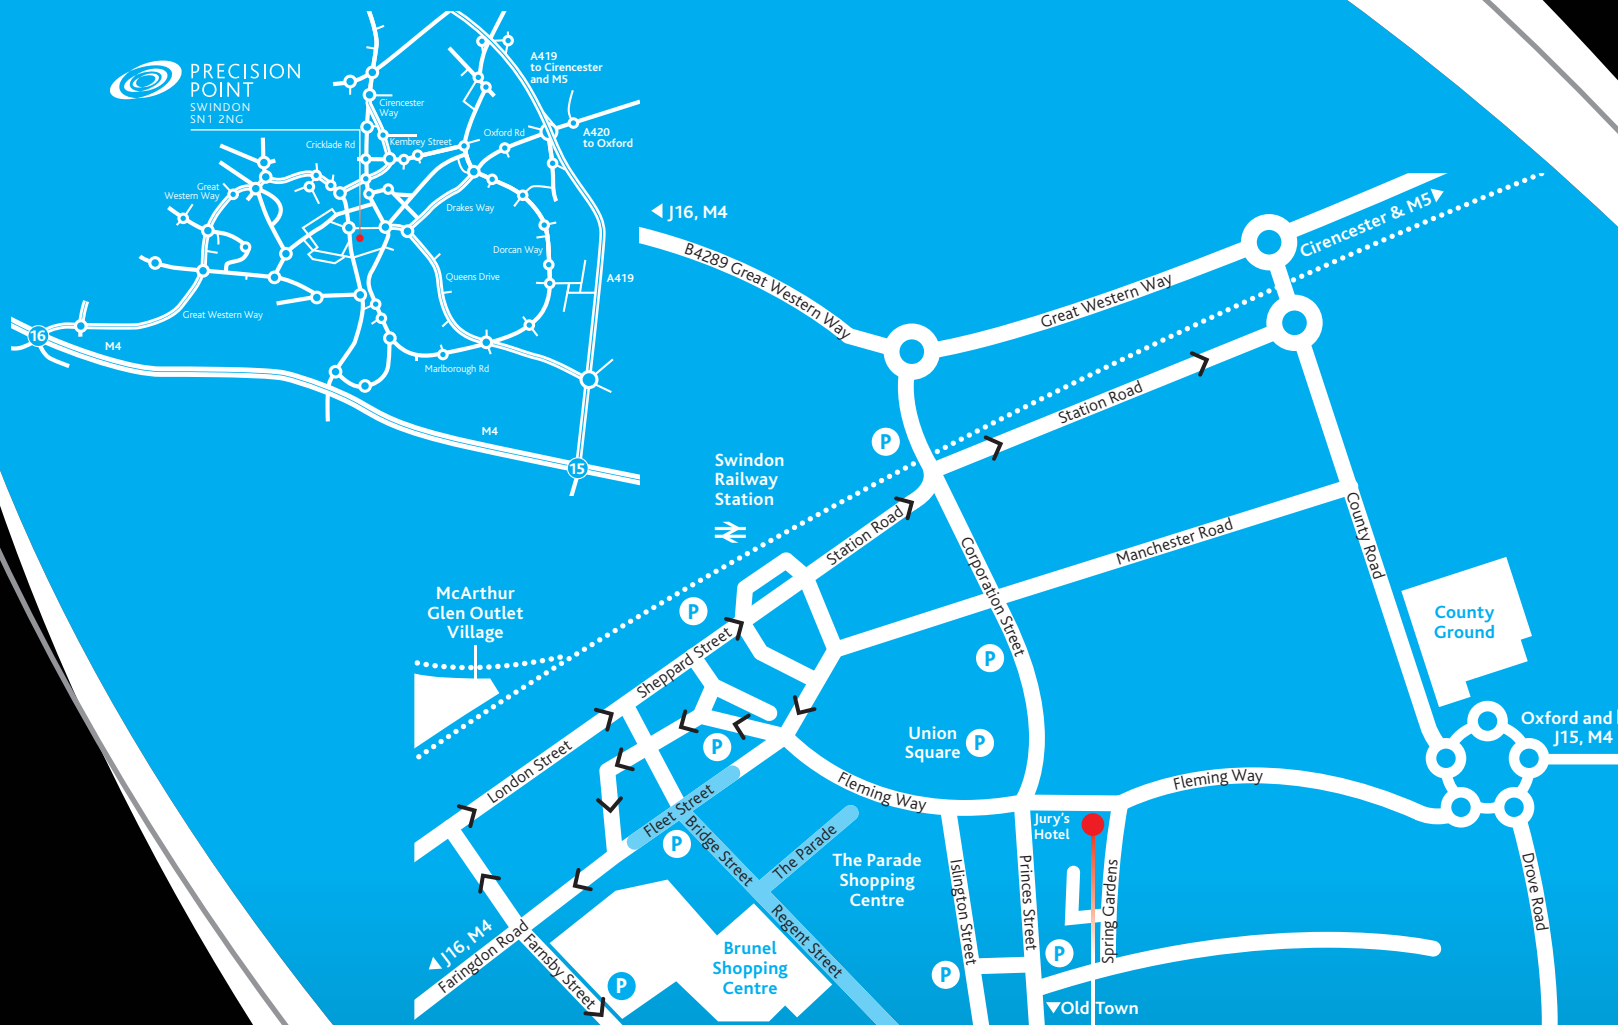 PRECISION
POINT
SWINDON
SN1 2NG
A419
to Cirencester
and M5
Cirencester
Way
Oxford Rd
A420
to Oxford
Cricklade Rd
Kembrey Street
Great
Western Way
Drakes Way
Dorcan Way
Queens Drive
A419
Great Western Way
16
M4
Marlborough Rd
M4
15
J16, M4
B4289 Great Western Way
Great Western Way
Cirencester & M5
Station Road
P
Swindon
Railway
Station
Station Road
Corporation Street
Manchester Road
County Road
McArthur
Glen Outlet
Village
P
County
Ground
Sheppard Street
P
Union
Square
P
P
London Street
Fleming Way
Fleming Way
Oxford and
J15, M4
Fleet Street
P
Bridge Street
The Parade
Jury's
Hotel
The Parade
Shopping
Centre
Islington Street
Princes Street
Spring Gardens
Drove Road
J16, M4
Faringdon Road
Farnsby Street
Regent Street
Brunel
Shopping
Centre
P
P
P
Old Town